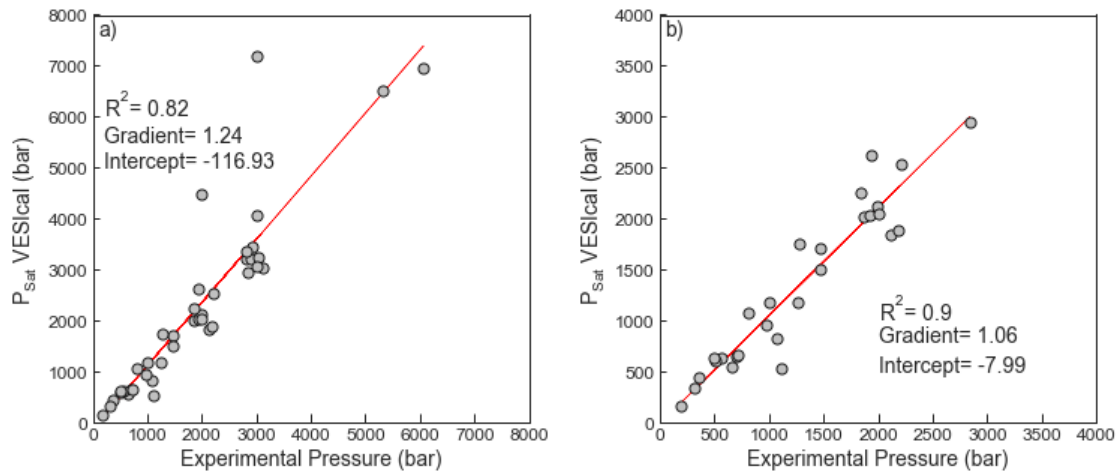 a)
8000
7000
6000
5000
4000
3000
2000
1000
0
P_Sat VESIcal (bar)
R²= 0.82
Gradient= 1.24
Intercept= -116.93
0 1000 2000 3000 4000 5000 6000 7000 8000
Experimental Pressure (bar)
b)
4000
3500
3000
2500
2000
1500
1000
500
0
P_Sat VESIcal (bar)
R²= 0.9
Gradient= 1.06
Intercept= -7.99
0 500 1000 1500 2000 2500 3000 3500 4000
Experimental Pressure (bar)